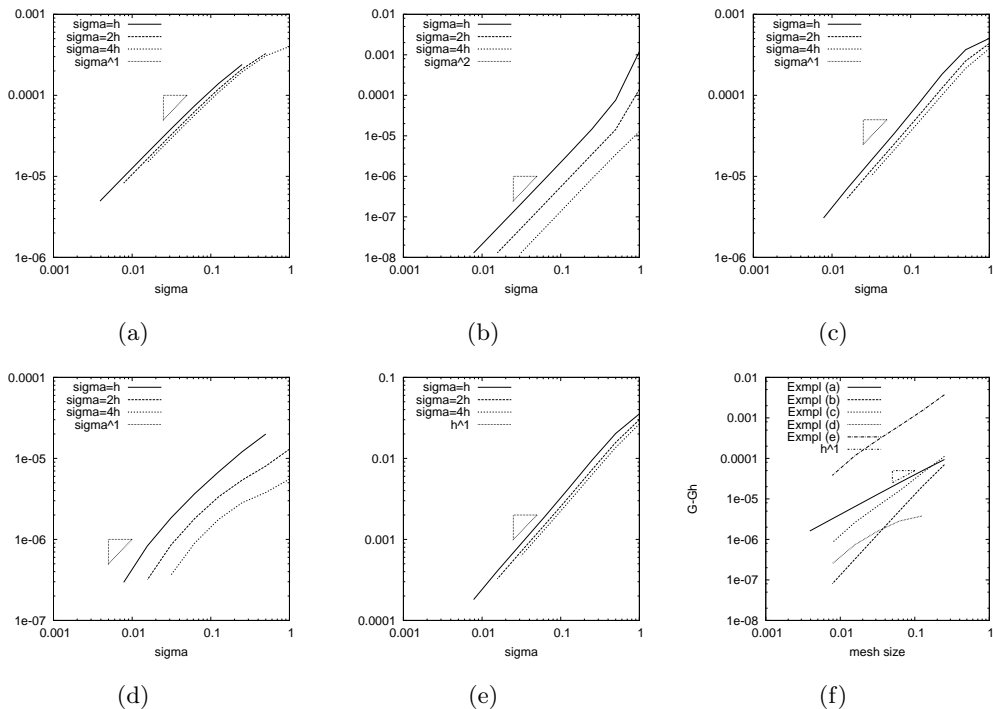 0.001
0.0001
1e-05
1e-06
0.001 0.01 0.1 1
sigma
sigma=h
sigma=2h
sigma=4h
sigma^1
(a)
0.01
0.001
0.0001
1e-05
1e-06
1e-07
1e-08
0.001 0.01 0.1 1
sigma
sigma=h
sigma=2h
sigma=4h
sigma^2
(b)
0.001
0.0001
1e-05
1e-06
0.001 0.01 0.1 1
sigma
sigma=h
sigma=2h
sigma=4h
sigma^1
(c)
0.0001
1e-05
1e-06
1e-07
0.001 0.01 0.1 1
sigma
sigma=h
sigma=2h
sigma=4h
sigma^1
(d)
0.1
0.01
0.001
0.0001
0.001 0.01 0.1 1
sigma
sigma=h
sigma=2h
sigma=4h
h^1
(e)
0.01
0.001
0.0001
1e-05
1e-06
1e-07
1e-08
0.001 0.01 0.1 1
G-Gh
mesh size
Exmpl (a)
Exmpl (b)
Exmpl (c)
Exmpl (d)
Exmpl (e)
h^1
(f)